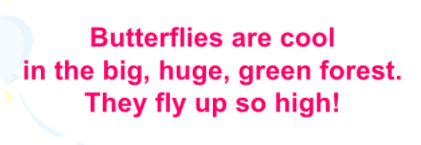 Butterflies are cool
in the big, huge, green forest.
They fly up so high!